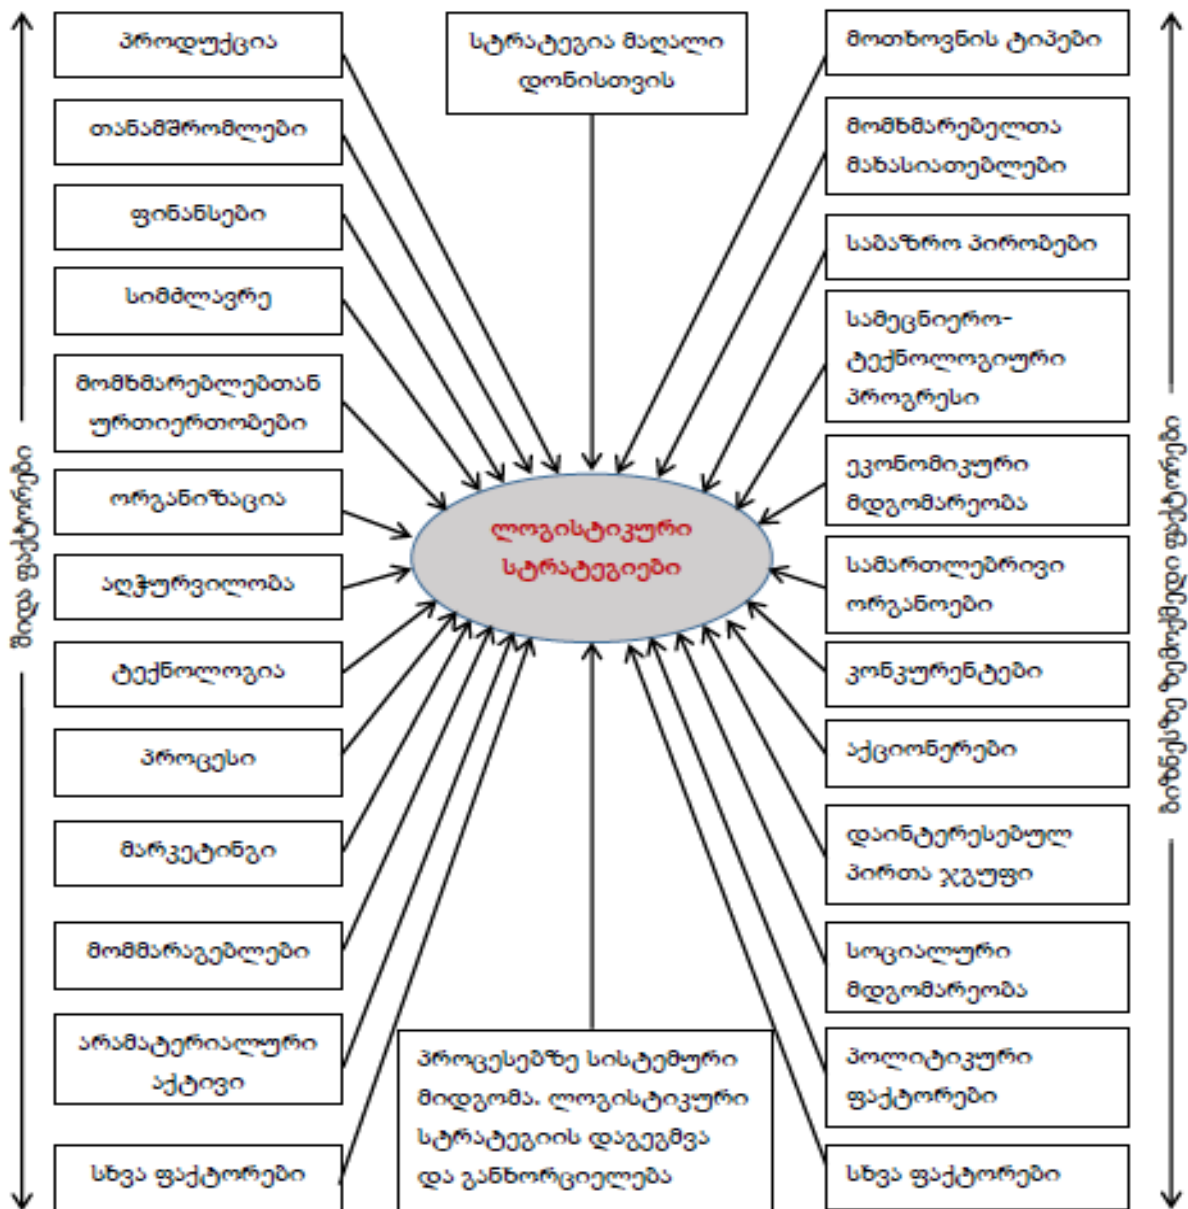 შიდა ფაქტორები
პროდუქცია
თანამშრომლები
ფინანსები
სიმძლავრე
მომხმარებლებთან
ურთიერთობები
ორგანიზაცია
აღჭურვილობა
ტექნოლოგია
პროცესი
მარკეტინგი
მომმარაგებლები
არამატერიალური
აქტივი
სხვა ფაქტორები
სტრატეგია მაღალი
დონისთვის
ლოგისტიკური
სტრატეგიები
პროცესებზე სისტემური
მიდგომა. ლოგისტიკური
სტრატეგიის დაგეგმვა
და განხორციელება
მოთხოვნის ტიპები
მომხმარებელთა
მახასიათებლები
საბაზრო პირობები
სამეცნიერო-
ტექნოლოგიური
პროგრესი
ეკონომიკური
მდგომარეობა
სამართლებრივი
ორგანოები
კონკურენტები
აქციონერები
დაინტერესებულ
პირთა ჯგუფი
სოციალური
მდგომარეობა
პოლიტიკური
ფაქტორები
სხვა ფაქტორები
ბიზნესზე ზემოქმედი ფაქტორები